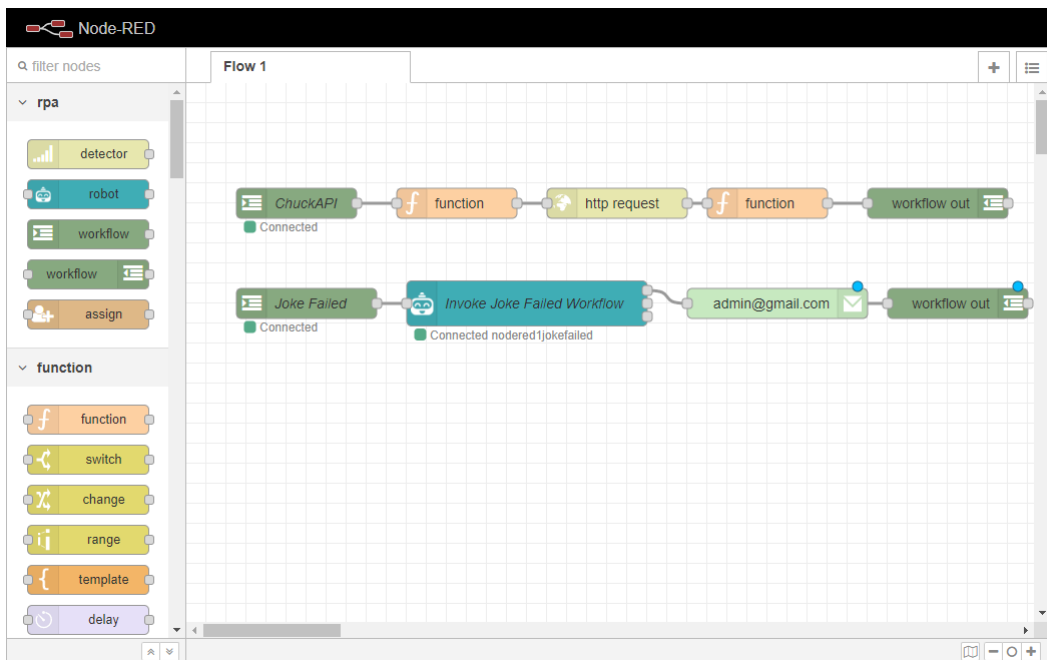 Node-RED
filter nodes
Flow 1
rpa
detector
robot
workflow
workflow
assign
function
function
switch
change
range
template
delay
ChuckAPI
function
http request
function
workflow out
Connected
Joke Failed
Invoke Joke Failed Workflow
admin@gmail.com
workflow out
Connected
Connected nodered1jokefailed